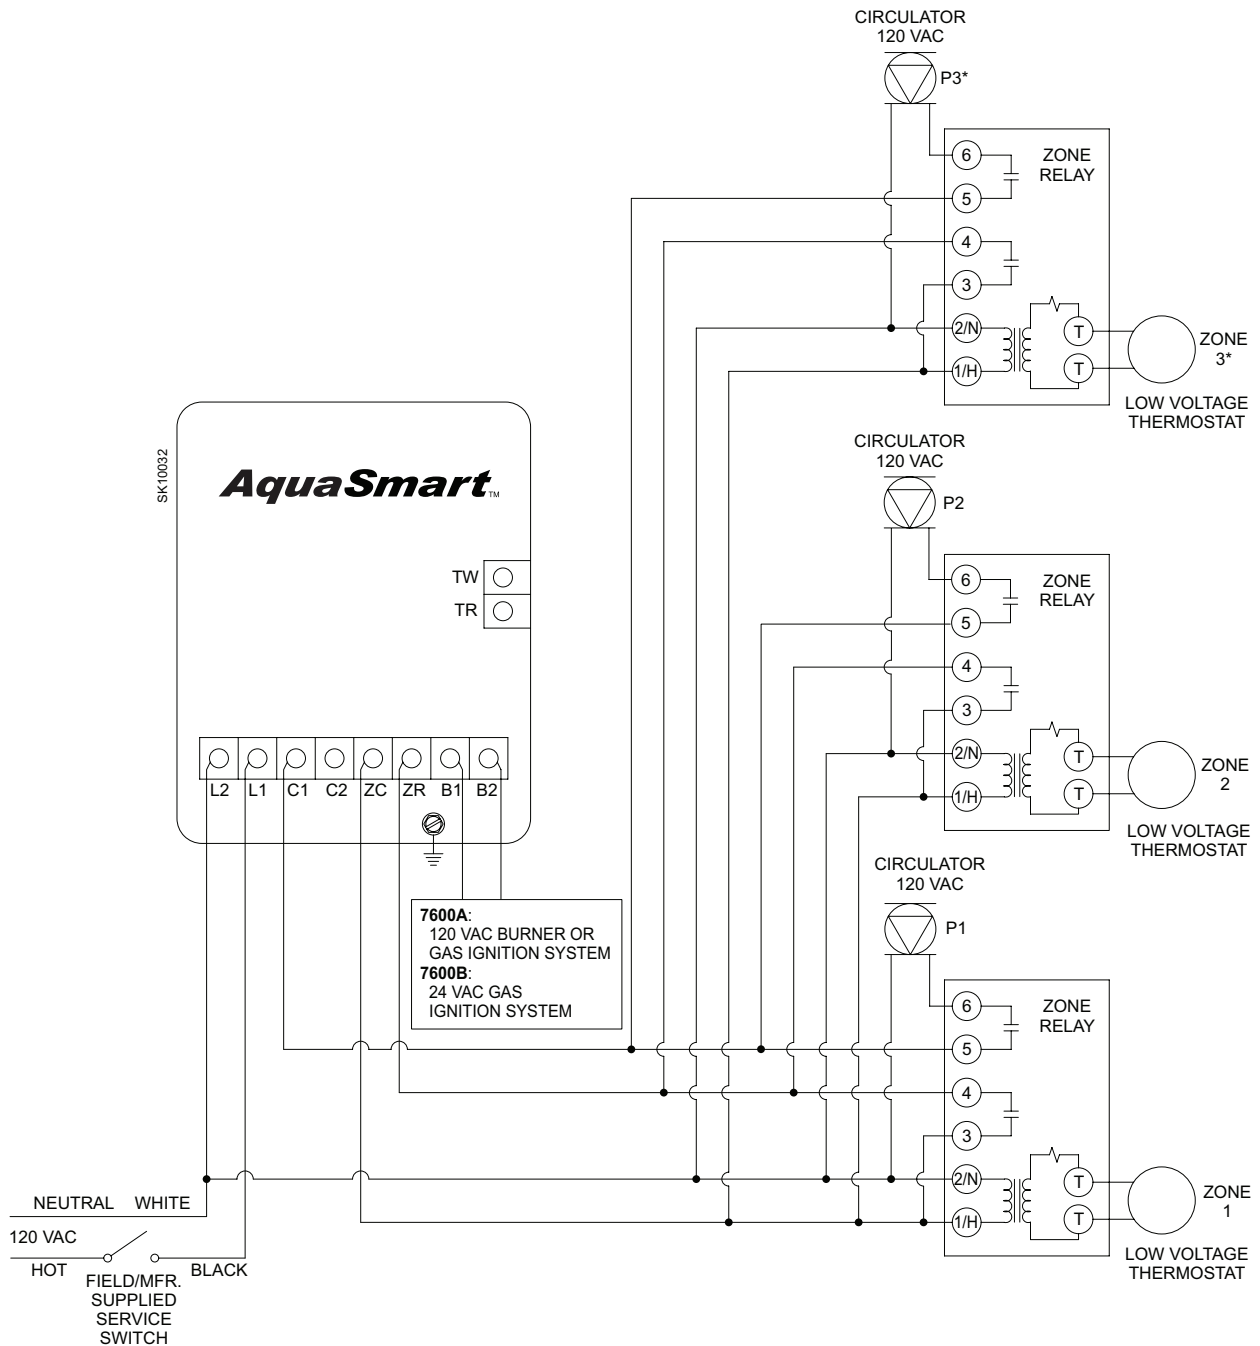 CIRCULATOR
120 VAC
P3*
6
ZONE
RELAY
5
4
3
2/N
T
1/H
T
ZONE
3*
LOW VOLTAGE
THERMOSTAT
SK10032
AquaSmart™
TW
TR
L2 L1 C1 C2 ZC ZR B1 B2
CIRCULATOR
120 VAC
P2
6
ZONE
RELAY
5
4
3
2/N
T
1/H
T
ZONE
2
LOW VOLTAGE
THERMOSTAT
7600A:
120 VAC BURNER OR
GAS IGNITION SYSTEM
7600B:
24 VAC GAS
IGNITION SYSTEM
CIRCULATOR
120 VAC
P1
6
ZONE
RELAY
5
4
3
2/N
T
1/H
T
ZONE
1
LOW VOLTAGE
THERMOSTAT
NEUTRAL WHITE
120 VAC
HOT
BLACK
FIELD/MFR.
SUPPLIED
SERVICE
SWITCH